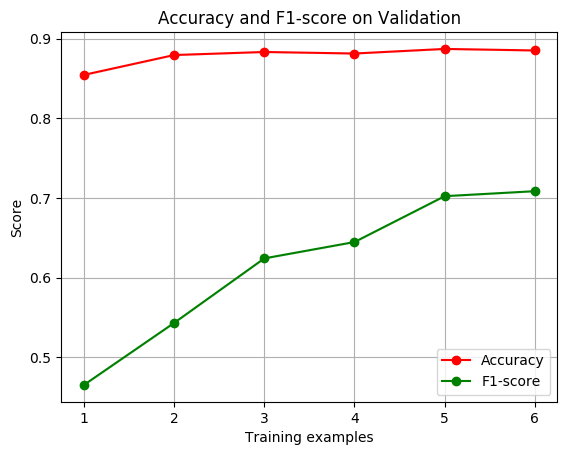 Accuracy and F1-score on Validation
0.9
0.8
0.7
0.6
0.5
Score
Accuracy
F1-score
1 2 3 4 5 6
Training examples